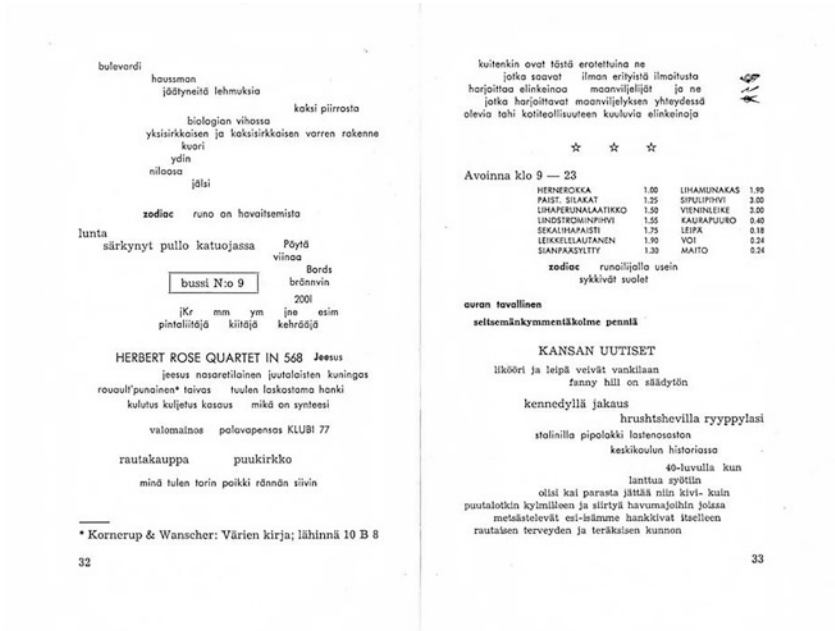 bulevardi
haussman
jäätyneitä lehmuksia
kaksi piirrosta
biologian vihossa
yksisirkkaisen ja kaksisirkkaisen varren rakenne
kuori
ydin
nilaosa
jälsi
zodiac runo on havaitsemista
lunta
särkynyt pullo katuojassa Pöytä
viinaa
Bords
bussi N:o 9 brännvin
200l
jKr mm ym jne esim
pintaliitäjä kiitäjä kehrääjä
HERBERT ROSE QUARTET IN 568 Jeesus
jeesus nasaretilainen juutalaisten kuningas
rouault'punainen* taivas tuulen laskostama hanki
kulutus kuljetus kasaus mikä on synteesi
valomainos palavapensas KLUBI 77
rautakauppa puukirkko
minä tulen torin poikki rännän siivin
* Kornerup & Wanscher: Värien kirja; lähinnä 10 B 8
32
kuitenkin ovat tästä erotettuina ne
jotka saavat ilman erityistä ilmoitusta
harjoittaa elinkeinoa maanviljelijät ja ne
jotka harjoittavat maanviljelyksen yhteydessä
olevia tahi kotiteollisuuteen kuuluvia elinkeinoja
☆ ☆ ☆
Avoinna klo 9 — 23
HERNEROKKA 1.00 LIHAMUNAKAS 1.90
PAIST. SILAKAT 1.25 SIPULIPIHVI 3.00
LIHAPERUNALAATIKKO 1.50 VIENINLEIKE 3.00
LINDSTRÖMINPIHVI 1.55 KAURAPUURO 0.40
SEKALIHAPAISTI 1.75 LEIPÄ 0.18
LEIKKELELAUTANEN 1.90 VOI 0.24
SIANPÄÄSYLTTY 1.30 MAITO 0.24
zodiac runoilijalla usein
sykkivät suolet
auran tavallinen
seitsemänkymmentäkolme penniä
KANSAN UUTISET
likööri ja leipä veivät vankilaan
fanny hill on säädytön
kennedyllä jakaus
hrushtshevilla ryyppylasi
stalinilla pipolakki lastenosaston
keskikoulun historiassa
40-luvulla kun
lanttua syötiin
olisi kai parasta jättää niin kivi- kuin
puutalotkin kylmilleen ja siirtyä havumajoihin joissa
metsästelevät esi-isämme hankkivat itselleen
rautaisen terveyden ja teräksisen kunnon
33